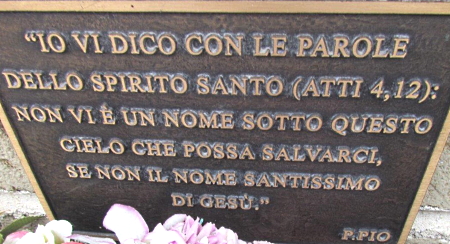 "IO VI DICO CON LE PAROLE
DELLO SPIRITO SANTO (ATTI 4,12):
NON VI È UN NOME SOTTO QUESTO
CIELO CHE POSSA SALVARCI,
SE NON IL NOME SANTISSIMO
DI GESÙ."
P.PIO